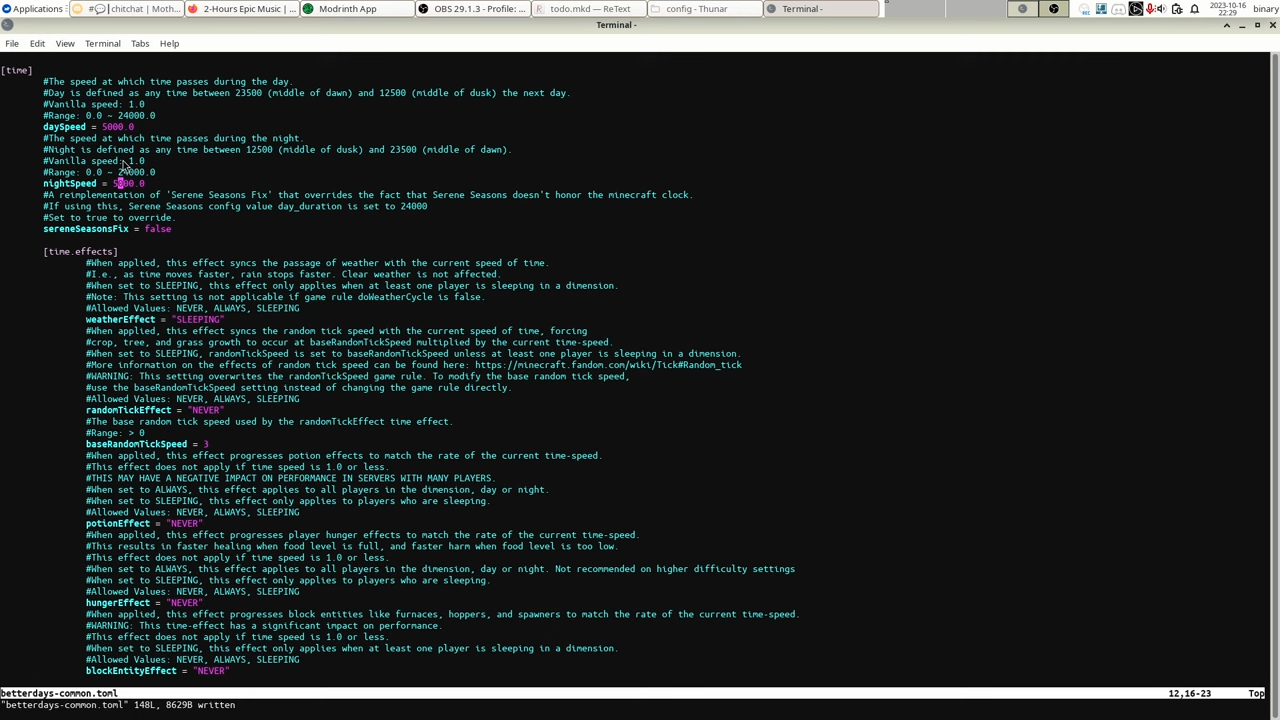 Applications
#💬 | chitchat | Moth...
2-Hours Epic Music | ...
Modrinth App
OBS 29.1.3 - Profile: ...
todo.mkd — ReText
config - Thunar
Terminal -
2023-10-16
22:29
binary
Terminal -
File Edit View Terminal Tabs Help
[time]
#The speed at which time passes during the day.
#Day is defined as any time between 23500 (middle of dawn) and 12500 (middle of dusk) the next day.
#Vanilla speed: 1.0
#Range: 0.0 ~ 24000.0
daySpeed = 5000.0
#The speed at which time passes during the night.
#Night is defined as any time between 12500 (middle of dusk) and 23500 (middle of dawn).
#Vanilla speed: 1.0
#Range: 0.0 ~ 24000.0
nightSpeed = 5000.0
#A reimplementation of 'Serene Seasons Fix' that overrides the fact that Serene Seasons doesn't honor the minecraft clock.
#If using this, Serene Seasons config value day_duration is set to 24000
#Set to true to override.
sereneSeasonsFix = false
[time.effects]
#When applied, this effect syncs the passage of weather with the current speed of time.
#I.e., as time moves faster, rain stops faster. Clear weather is not affected.
#When set to SLEEPING, this effect only applies when at least one player is sleeping in a dimension.
#Note: This setting is not applicable if game rule doWeatherCycle is false.
#Allowed Values: NEVER, ALWAYS, SLEEPING
weatherEffect = "SLEEPING"
#When applied, this effect syncs the random tick speed with the current speed of time, forcing
#crop, tree, and grass growth to occur at baseRandomTickSpeed multiplied by the current time-speed.
#When set to SLEEPING, randomTickSpeed is set to baseRandomTickSpeed unless at least one player is sleeping in a dimension.
#More information on the effects of random tick speed can be found here: https://minecraft.fandom.com/wiki/Tick#Random_tick
#WARNING: This setting overwrites the randomTickSpeed game rule. To modify the base random tick speed,
#use the baseRandomTickSpeed setting instead of changing the game rule directly.
#Allowed Values: NEVER, ALWAYS, SLEEPING
randomTickEffect = "NEVER"
#The base random tick speed used by the randomTickEffect time effect.
#Range: > 0
baseRandomTickSpeed = 3
#When applied, this effect progresses potion effects to match the rate of the current time-speed.
#This effect does not apply if time speed is 1.0 or less.
#THIS MAY HAVE A NEGATIVE IMPACT ON PERFORMANCE IN SERVERS WITH MANY PLAYERS.
#When set to ALWAYS, this effect applies to all players in the dimension, day or night.
#When set to SLEEPING, this effect only applies to players who are sleeping.
#Allowed Values: NEVER, ALWAYS, SLEEPING
potionEffect = "NEVER"
#When applied, this effect progresses player hunger effects to match the rate of the current time-speed.
#This results in faster healing when food level is full, and faster harm when food level is too low.
#This effect does not apply if time speed is 1.0 or less.
#When set to ALWAYS, this effect applies to all players in the dimension, day or night. Not recommended on higher difficulty settings
#When set to SLEEPING, this effect only applies to players who are sleeping.
#Allowed Values: NEVER, ALWAYS, SLEEPING
hungerEffect = "NEVER"
#When applied, this effect progresses block entities like furnaces, hoppers, and spawners to match the rate of the current time-speed.
#WARNING: This time-effect has a significant impact on performance.
#This effect does not apply if time speed is 1.0 or less.
#When set to SLEEPING, this effect only applies when at least one player is sleeping in a dimension.
#Allowed Values: NEVER, ALWAYS, SLEEPING
blockEntityEffect = "NEVER"
betterdays-common.toml 12,16-23 Top
"betterdays-common.toml" 148L, 8629B written